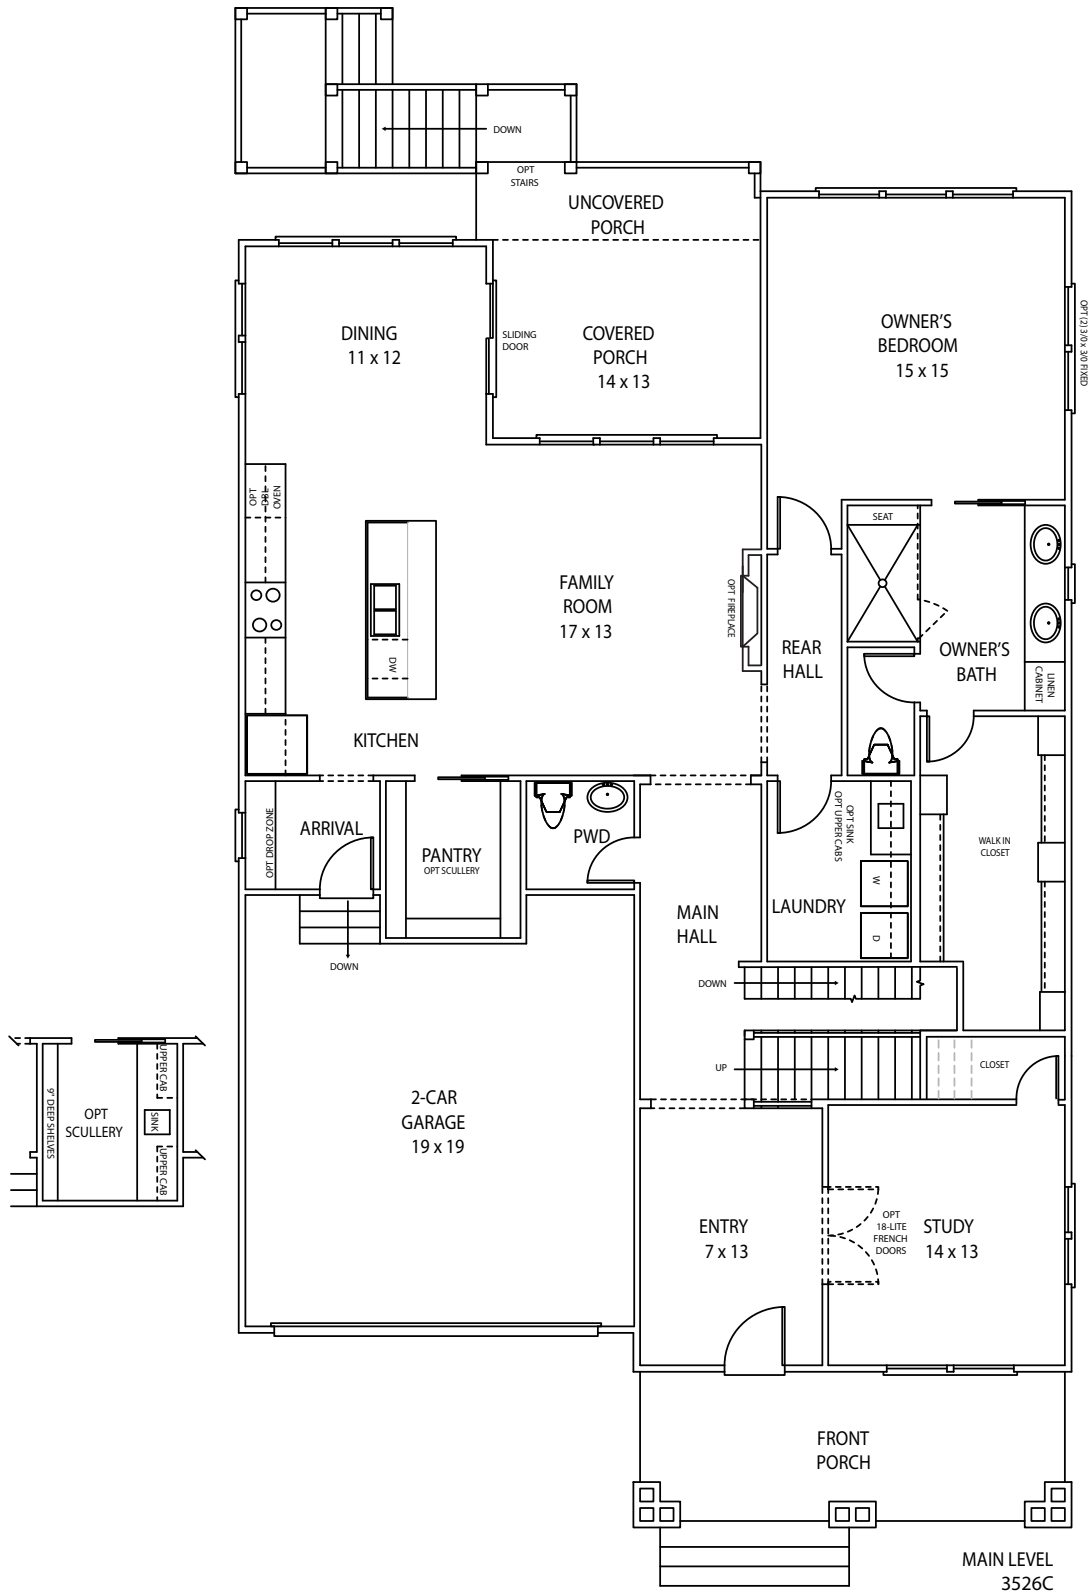 DOWN
OPT
STAIRS
UNCOVERED
PORCH
DINING
11 x 12
SLIDING
DOOR
COVERED
PORCH
14 x 13
OWNER'S
BEDROOM
15 x 15
OPT (2) 3/0 x 3/0 FIXED
OPT
DBL
OVEN
SEAT
FAMILY
ROOM
17 x 13
OPT FIREPLACE
DW
REAR
HALL
OWNER'S
BATH
LINEN
CABINET
KITCHEN
OPT DROP ZONE
ARRIVAL
PANTRY
OPT SCULLERY
PWD
OPT SINK
OPT UPPER CABS
WALK IN
CLOSET
W
LAUNDRY
D
MAIN
HALL
DOWN
DOWN
UP
CLOSET
9" DEEP SHELVES
OPT
SCULLERY
UPPER CAB
SINK
UPPER CAB
2-CAR
GARAGE
19 x 19
ENTRY
7 x 13
OPT
18-LITE
FRENCH
DOORS
STUDY
14 x 13
FRONT
PORCH
MAIN LEVEL
3526C